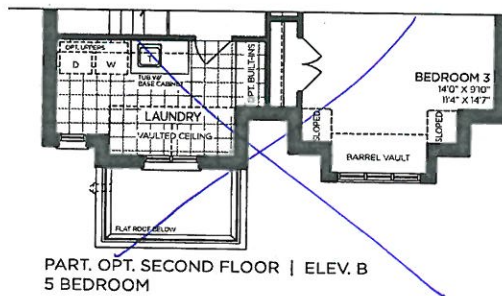 OPT. UPPERS
D
W
T
TUB W/
BASE CABINET
OPT. BUILT-INS
LAUNDRY
VAULTED CEILING
BEDROOM 3
14'0" X 9'10"
11'4" X 14'7"
SLOPED
SLOPED
BARREL VAULT
FLAT ROOF BELOW
PART. OPT. SECOND FLOOR | ELEV. B
5 BEDROOM